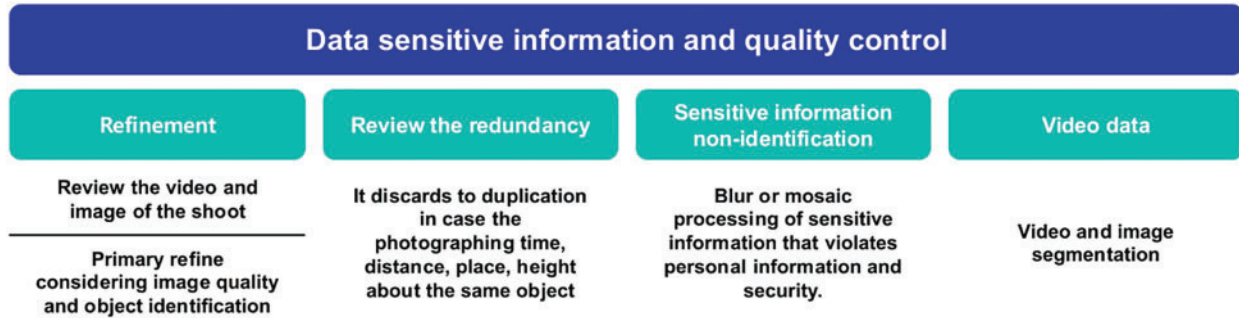 Data sensitive information and quality control
Refinement
Review the video and
image of the shoot
Primary refine
considering image quality
and object identification
Review the redundancy
It discards to duplication
in case the
photographing time,
distance, place, height
about the same object
Sensitive information
non-identification
Blur or mosaic
processing of sensitive
information that violates
personal information and
security.
Video data
Video and image
segmentation